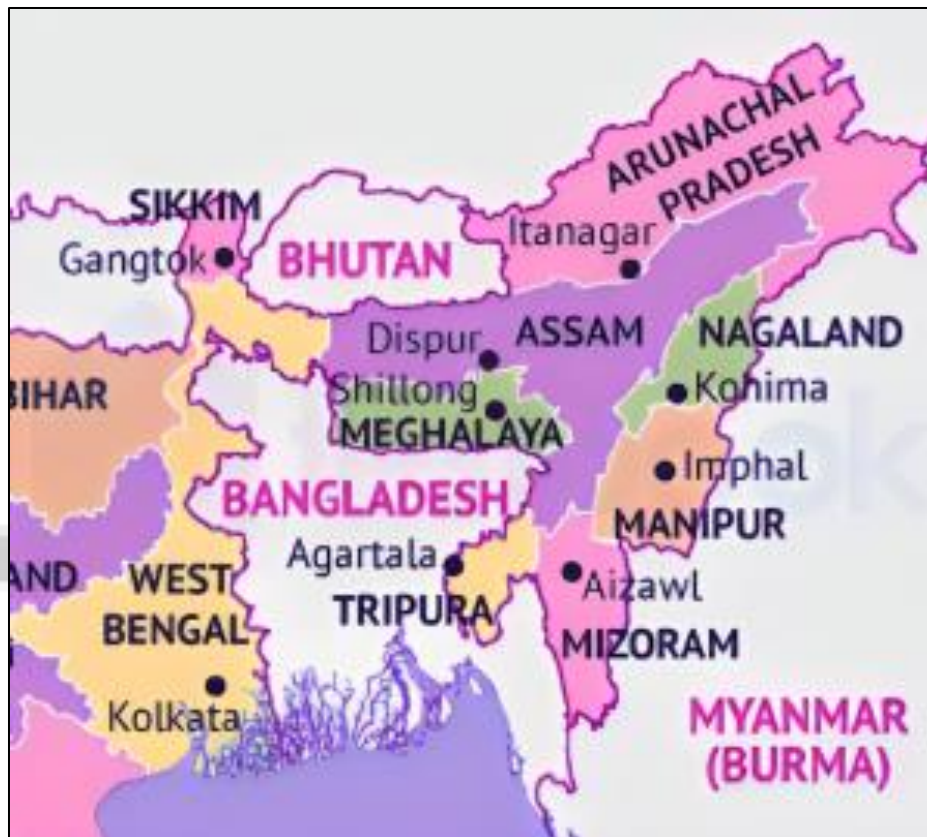 ARUNACHAL
PRADESH
SIKKIM
Itanagar
Gangtok
BHUTAN
Dispur
ASSAM
NAGALAND
BIHAR
Shillong
Kohima
MEGHALAYA
Imphal
BANGLADESH
MANIPUR
Agartala
AND
WEST
BENGAL
Aizawl
TRIPURA
MIZORAM
Kolkata
MYANMAR
(BURMA)